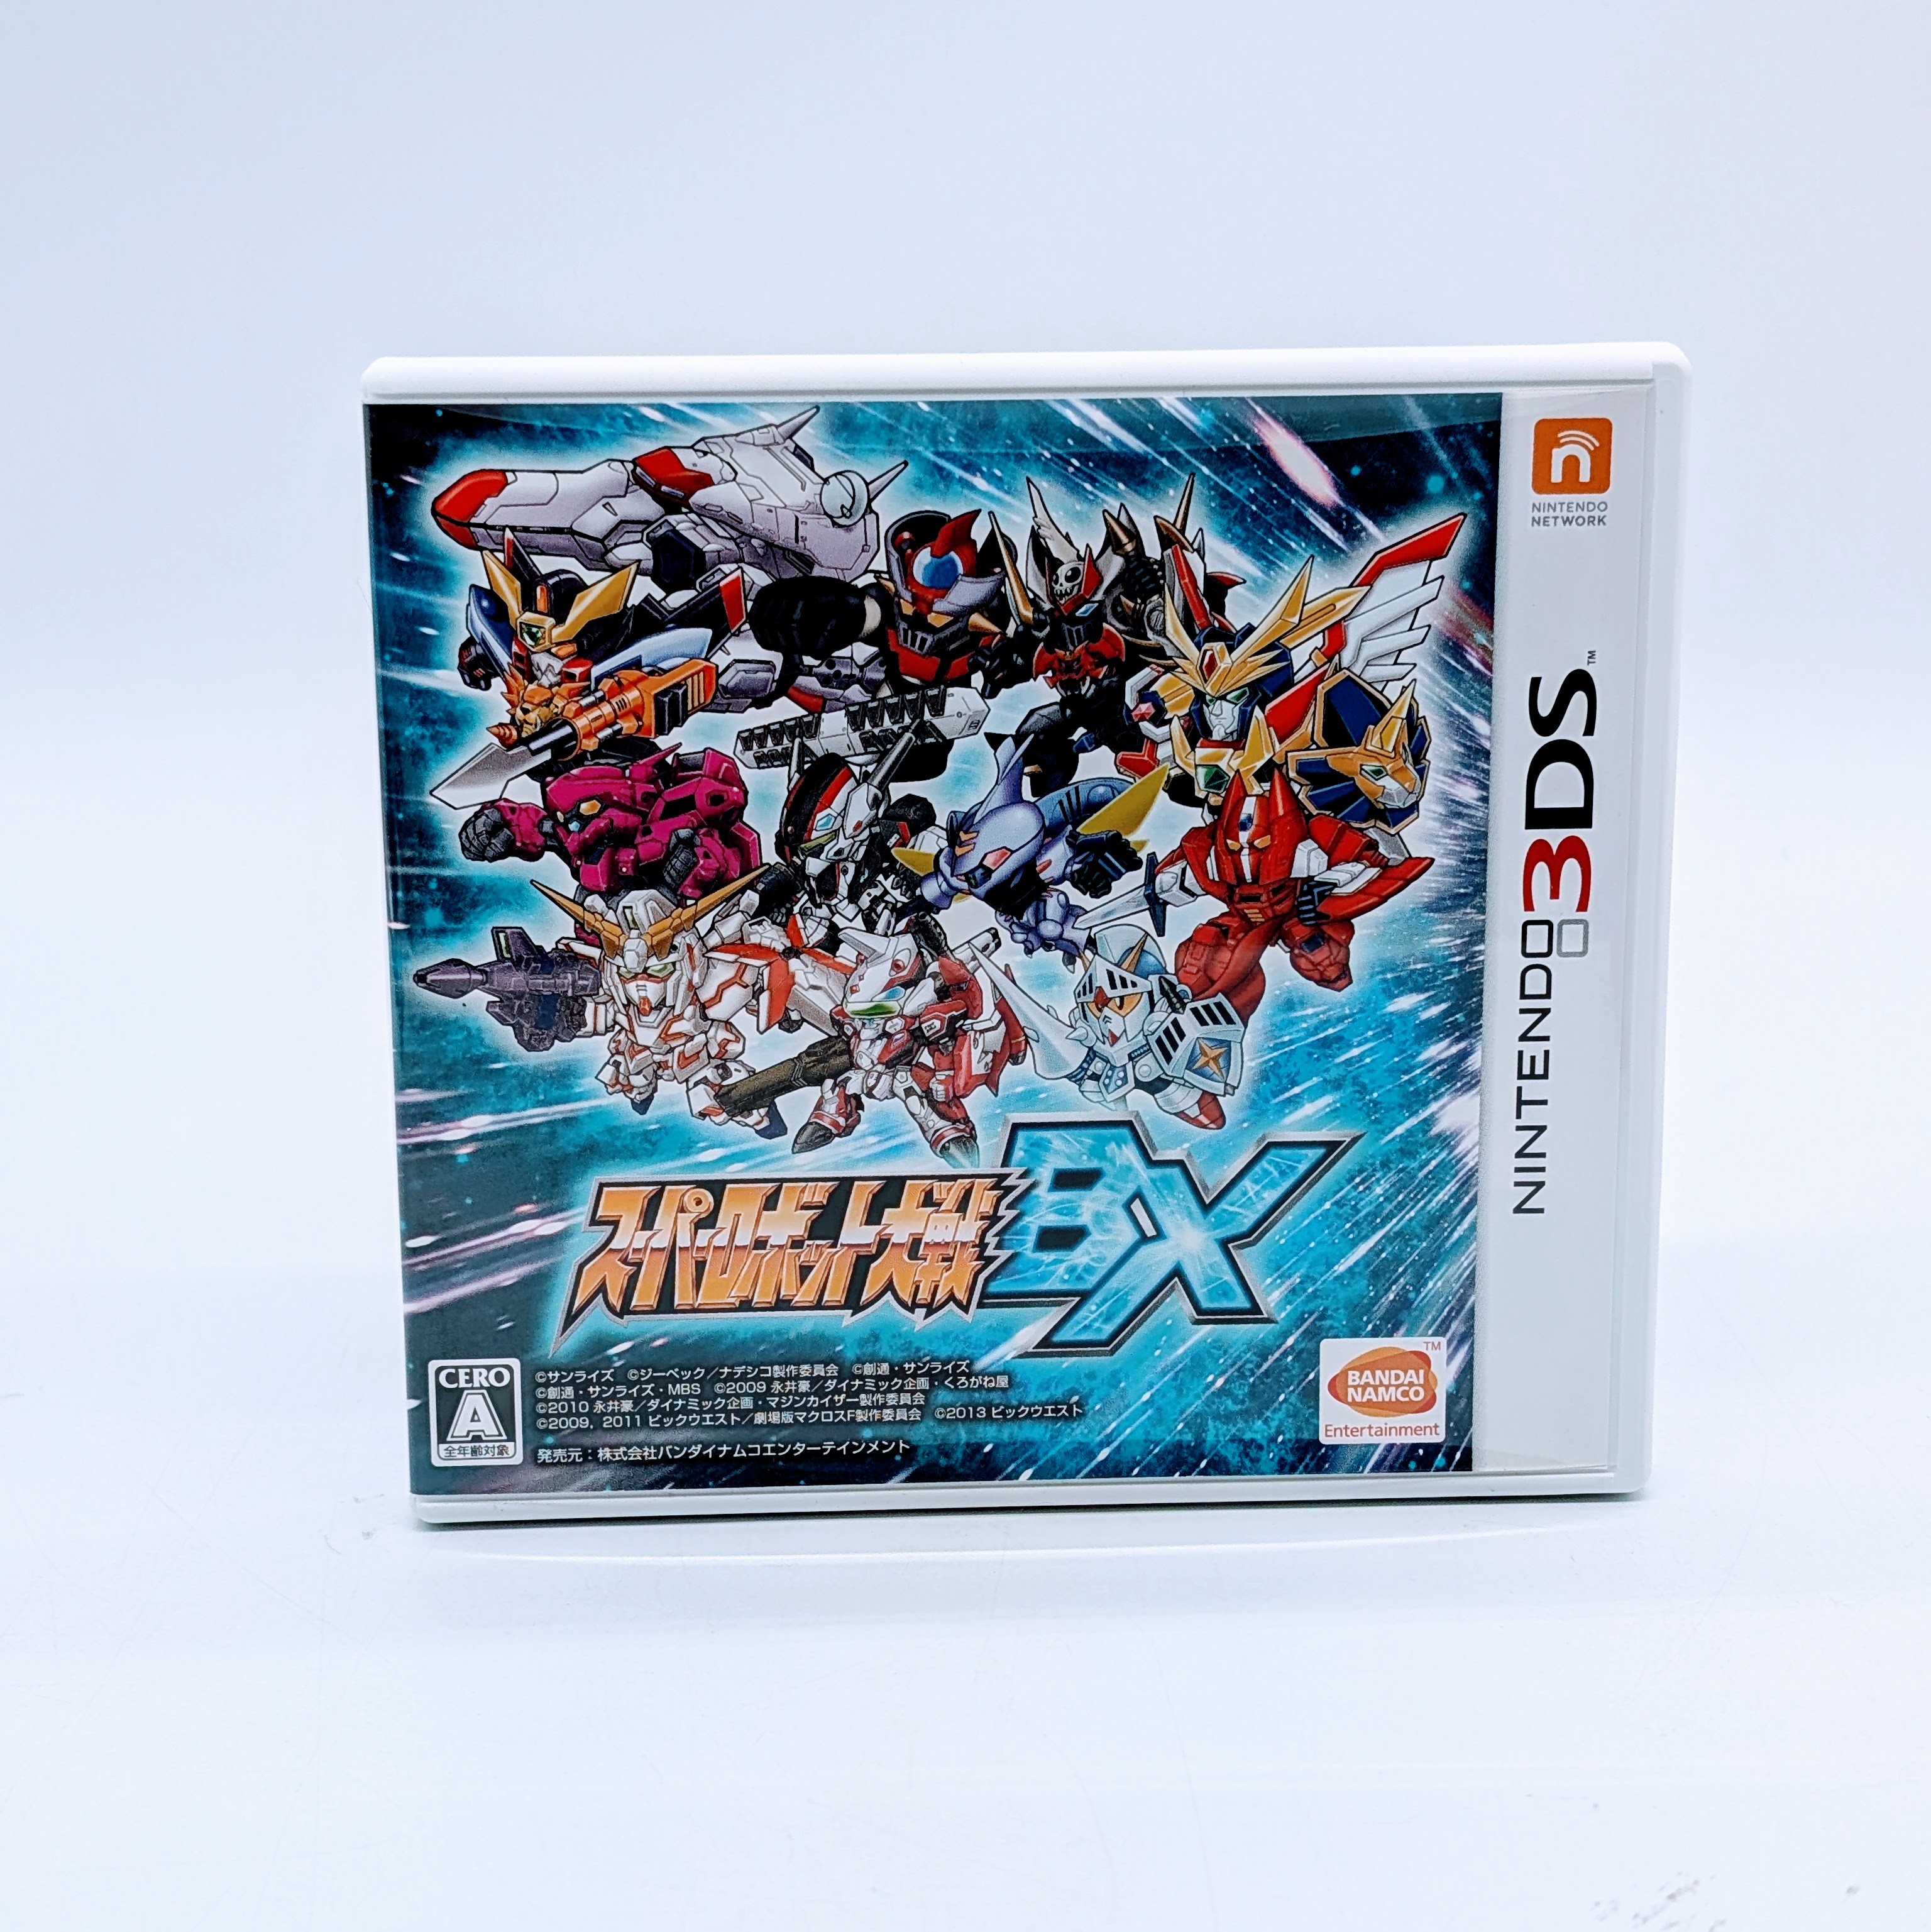 NINTENDO
NETWORK
NINTENDO 3DS™
スーパーロボット大戦BX
CERO
A
全年齢対象
©サンライズ ©ジーベック／ナデシコ製作委員会 ©創通・サンライズ
©創通・サンライズ・MBS ©2009 永井豪／ダイナミック企画・くろがね屋
©2010 永井豪／ダイナミック企画・マジンカイザー製作委員会
©2009, 2011 ビックウエスト／劇場版マクロスF製作委員会 ©2013 ビックウエスト
発売元：株式会社バンダイナムコエンターテインメント
TM
BANDAI
NAMCO
Entertainment